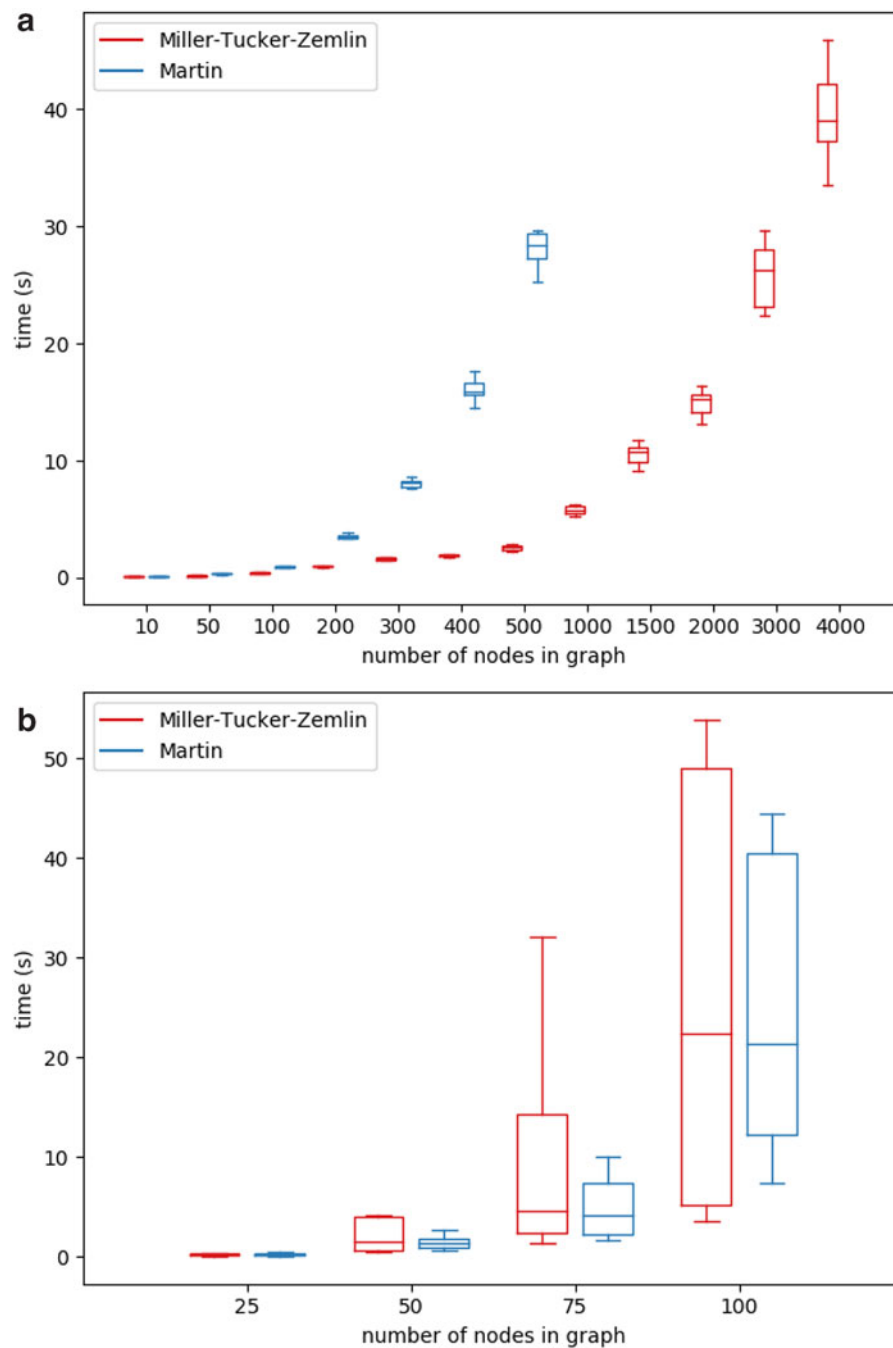 a
Miller-Tucker-Zemlin
Martin
40
30
20
10
0
time (s)
10 50 100 200 300 400 500 1000 1500 2000 3000 4000
number of nodes in graph
b
Miller-Tucker-Zemlin
Martin
50
40
30
20
10
0
time (s)
25 50 75 100
number of nodes in graph